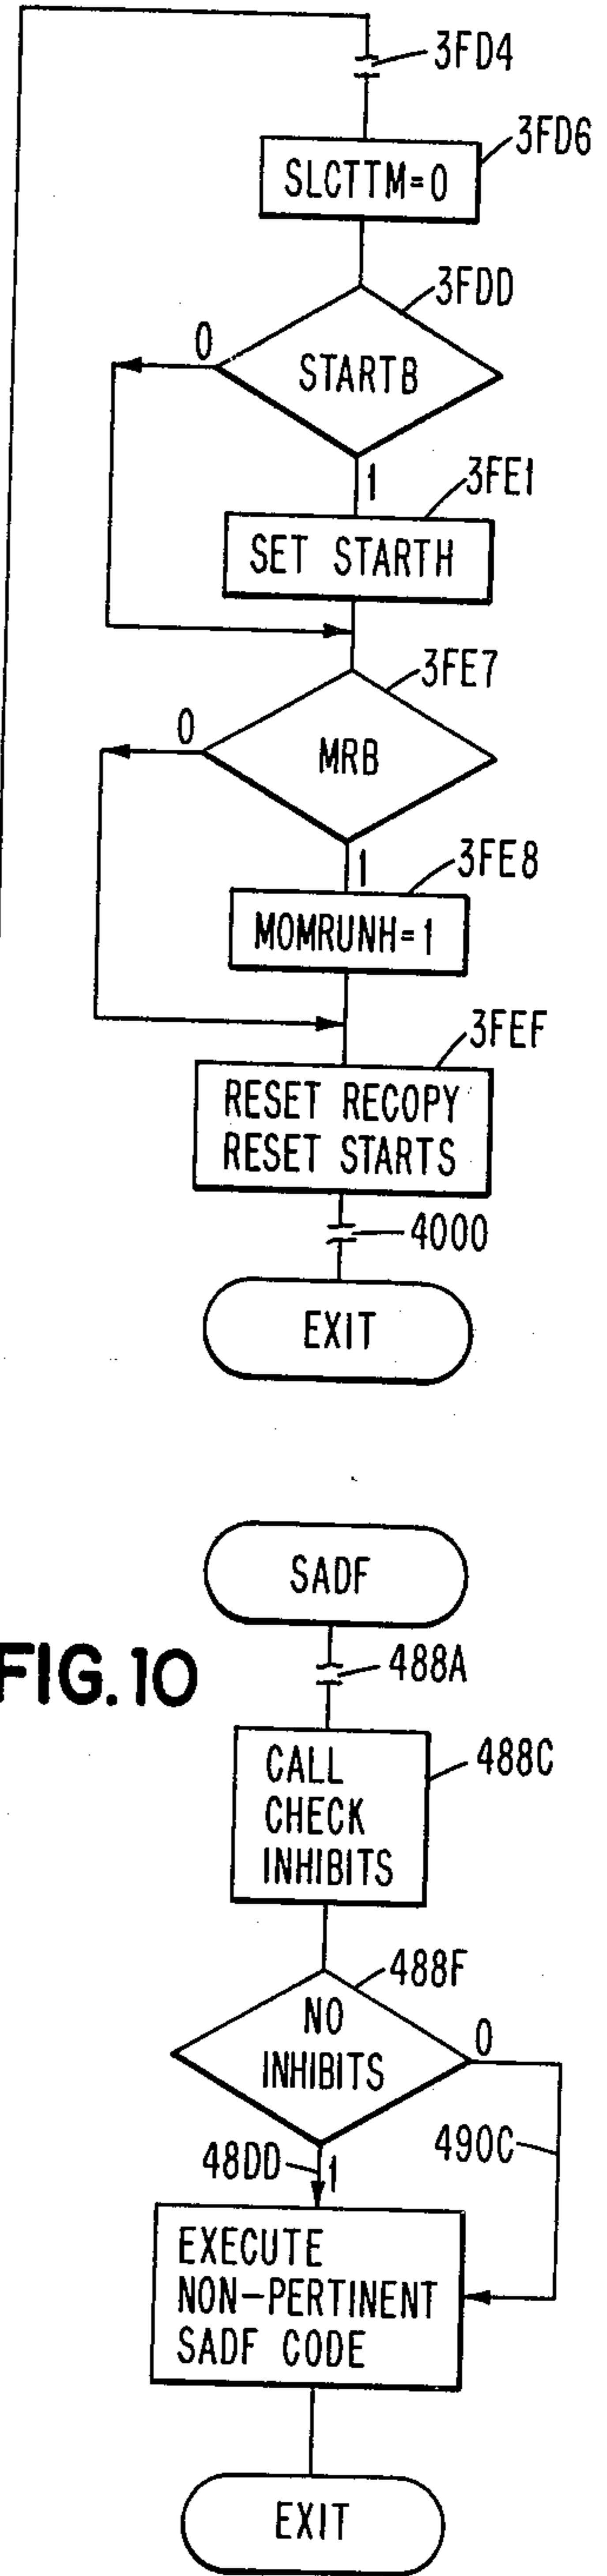 3FD4
3FD6
SLCTTM=0
3FDD
0
STARTB
1
3FE1
SET STARTH
3FE7
0
MRB
1
3FE8
MOMRUNH=1
3FEF
RESET RECOPY
RESET STARTS
4000
EXIT
SADF
FIG. 10
488A
CALL
CHECK
INHIBITS
488C
488F
NO
INHIBITS
0
48DD
1
490C
EXECUTE
NON-PERTINENT
SADF CODE
EXIT